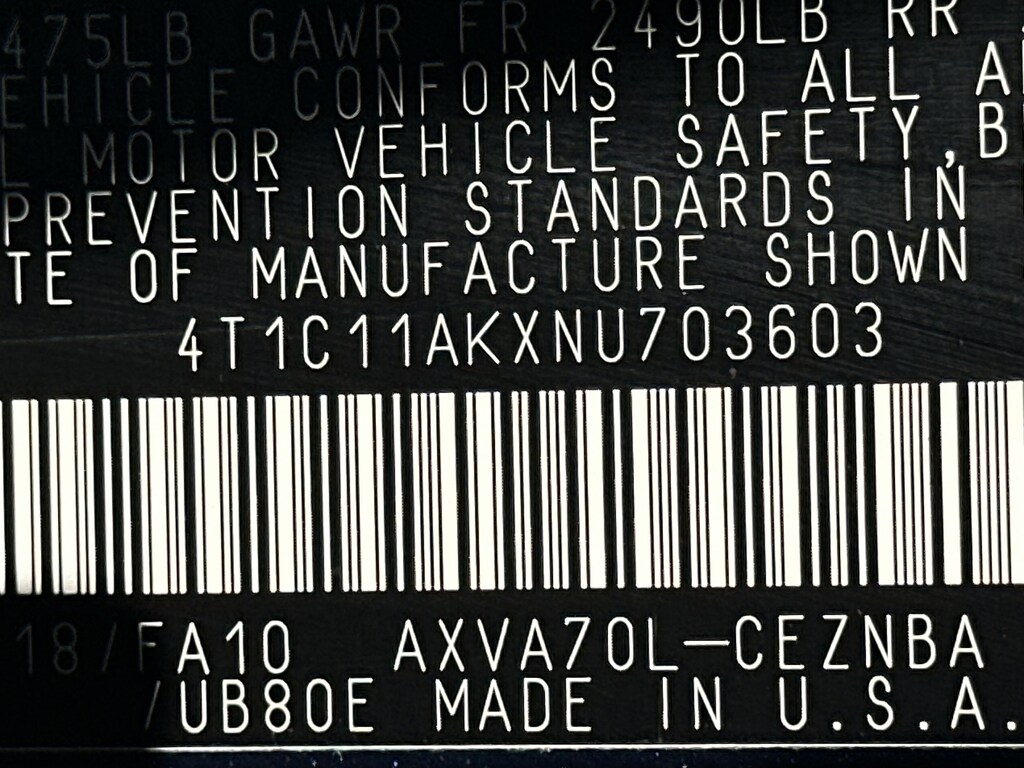 475LB GAWR FR 2490LB RR
EHICLE CONFORMS TO ALL A
L MOTOR VEHICLE SAFETY,B
PREVENTION STANDARDS IN
TE OF MANUFACTURE SHOWN
4T1C11AKXNU703603
18/FA10 AXVA70L-CEZNBA
/UB80E MADE IN U.S.A.